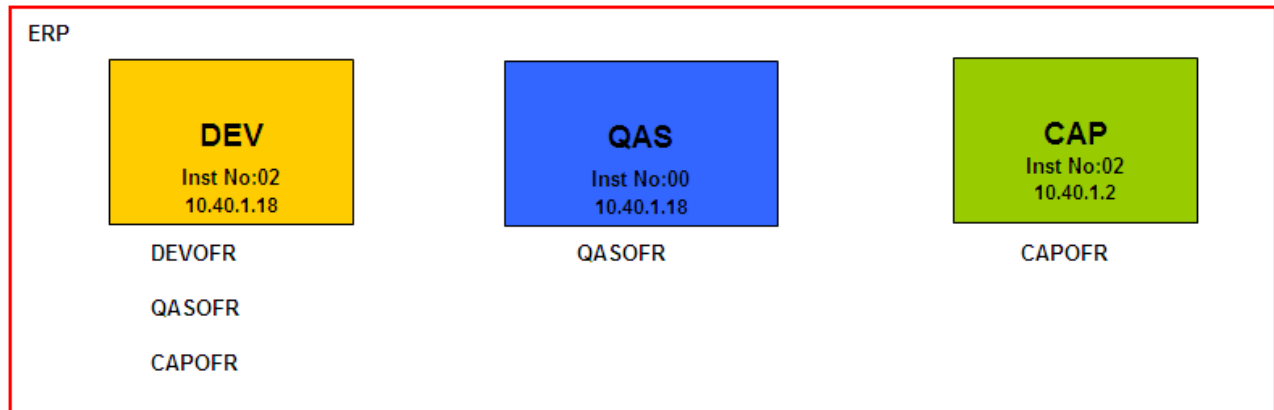 ERP
DEV
Inst No:02
10.40.1.18
QAS
Inst No:00
10.40.1.18
CAP
Inst No:02
10.40.1.2
DEVOFR
QASOFR
CAPOFR
QASOFR
CAPOFR